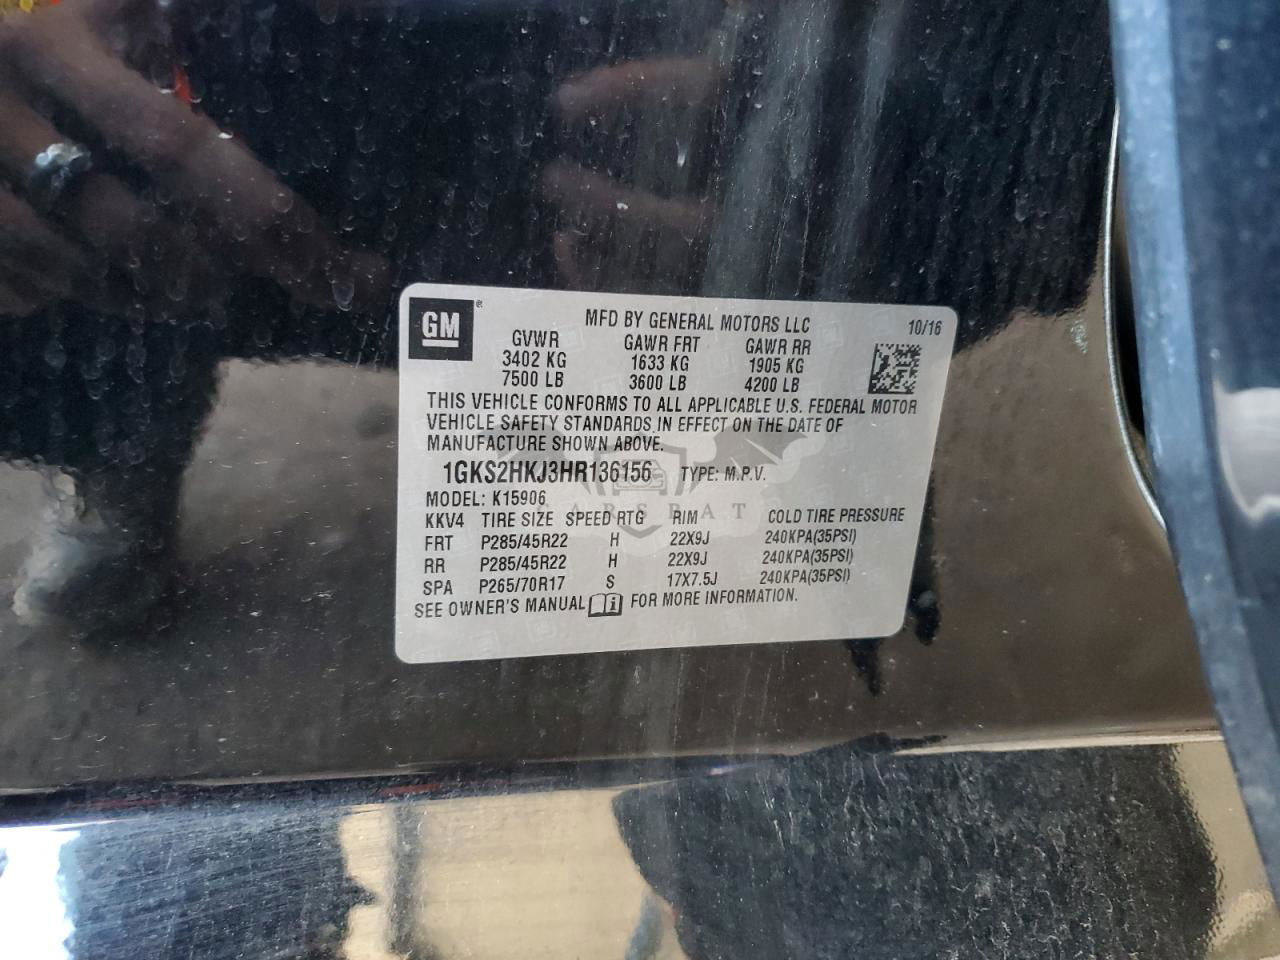 GM ®
MFD BY GENERAL MOTORS LLC 10/16
GVWR GAWR FRT GAWR RR
3402 KG 1633 KG 1905 KG
7500 LB 3600 LB 4200 LB
THIS VEHICLE CONFORMS TO ALL APPLICABLE U.S. FEDERAL MOTOR
VEHICLE SAFETY STANDARDS IN EFFECT ON THE DATE OF
MANUFACTURE SHOWN ABOVE.
1GKS2HKJ3HR136156 TYPE: M.P.V.
MODEL: K15906
CARSBAT
KKV4 TIRE SIZE SPEED RTG RIM COLD TIRE PRESSURE
FRT P285/45R22 H 22X9J 240KPA(35PSI)
RR P285/45R22 H 22X9J 240KPA(35PSI)
SPA P265/70R17 S 17X7.5J 240KPA(35PSI)
SEE OWNER'S MANUAL FOR MORE INFORMATION.